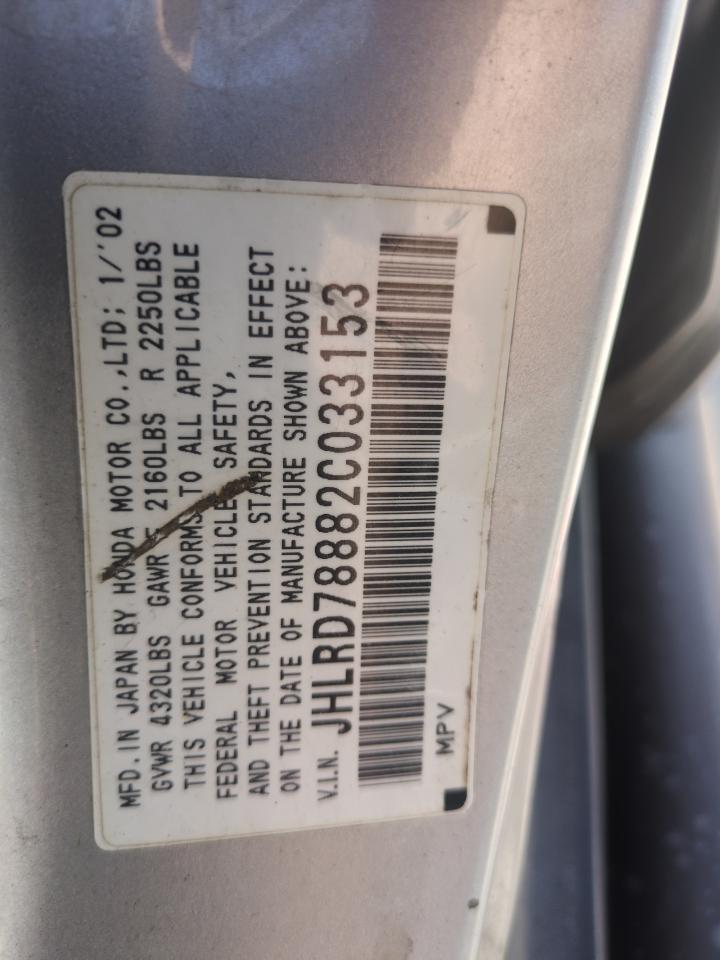 MFD. IN JAPAN BY HONDA MOTOR CO., LTD; 1/'02
GVWR 4320LBS GAWR F 2160LBS R 2250LBS
THIS VEHICLE CONFORMS TO ALL APPLICABLE
FEDERAL MOTOR VEHICLE SAFETY,
AND THEFT PREVENTION STANDARDS IN EFFECT
ON THE DATE OF MANUFACTURE SHOWN ABOVE:
V.I.N. JHLRD78882C033153
MPV